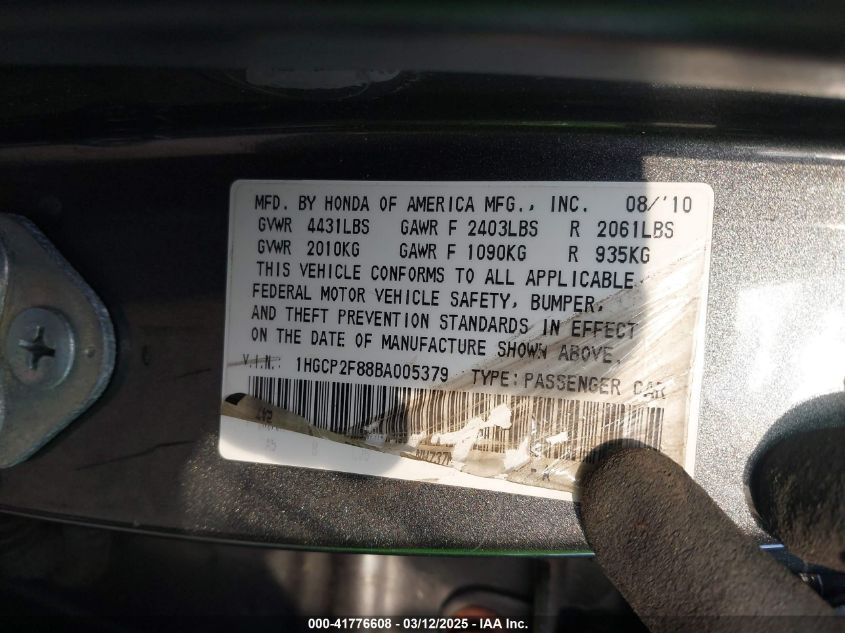 MFD. BY HONDA OF AMERICA MFG., INC. 08/'10
GVWR 4431LBS GAWR F 2403LBS R 2061LBS
GVWR 2010KG GAWR F 1090KG R 935KG
THIS VEHICLE CONFORMS TO ALL APPLICABLE
FEDERAL MOTOR VEHICLE SAFETY, BUMPER,
AND THEFT PREVENTION STANDARDS IN EFFECT
ON THE DATE OF MANUFACTURE SHOWN ABOVE.
V.I.N.: 1HGCP2F88BA005379 TYPE:PASSENGER CAR
000-41776608 - 03/12/2025 - IAA Inc.